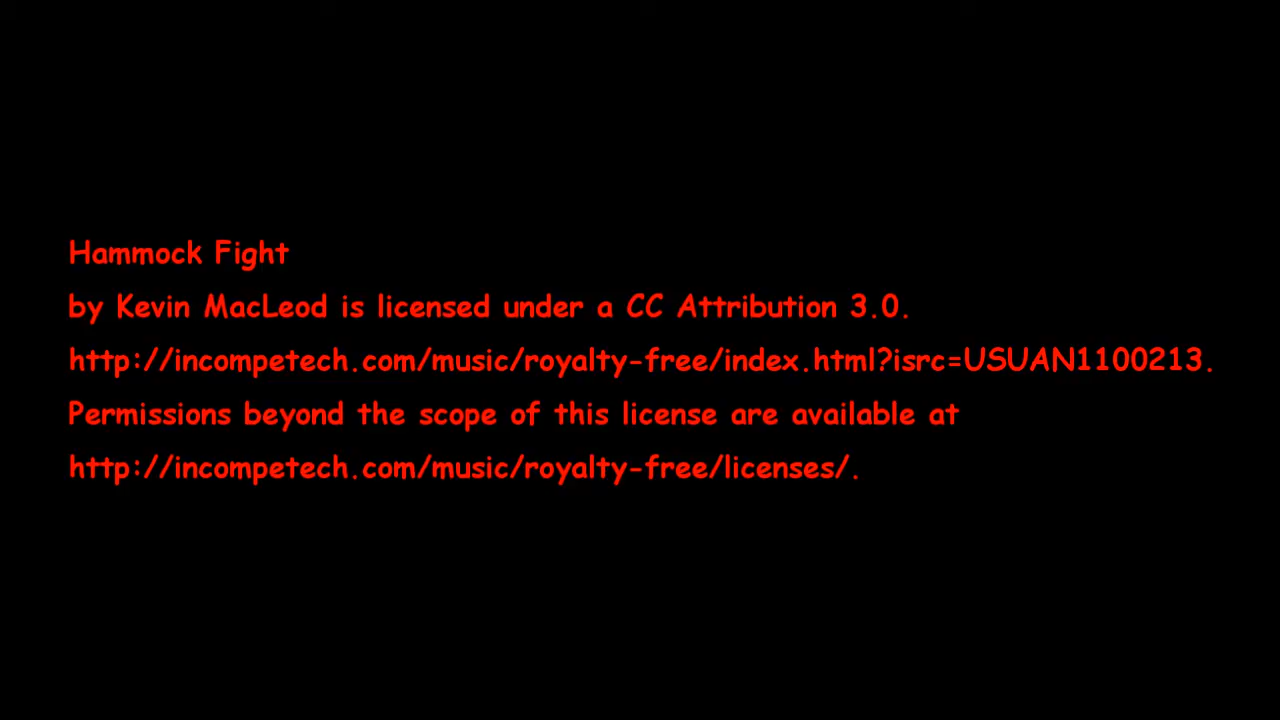 Hammock Fight
by Kevin MacLeod is licensed under a CC Attribution 3.0.
http://incompetech.com/music/royalty-free/index.html?isrc=USUAN1100213.
Permissions beyond the scope of this license are available at
http://incompetech.com/music/royalty-free/licenses/.